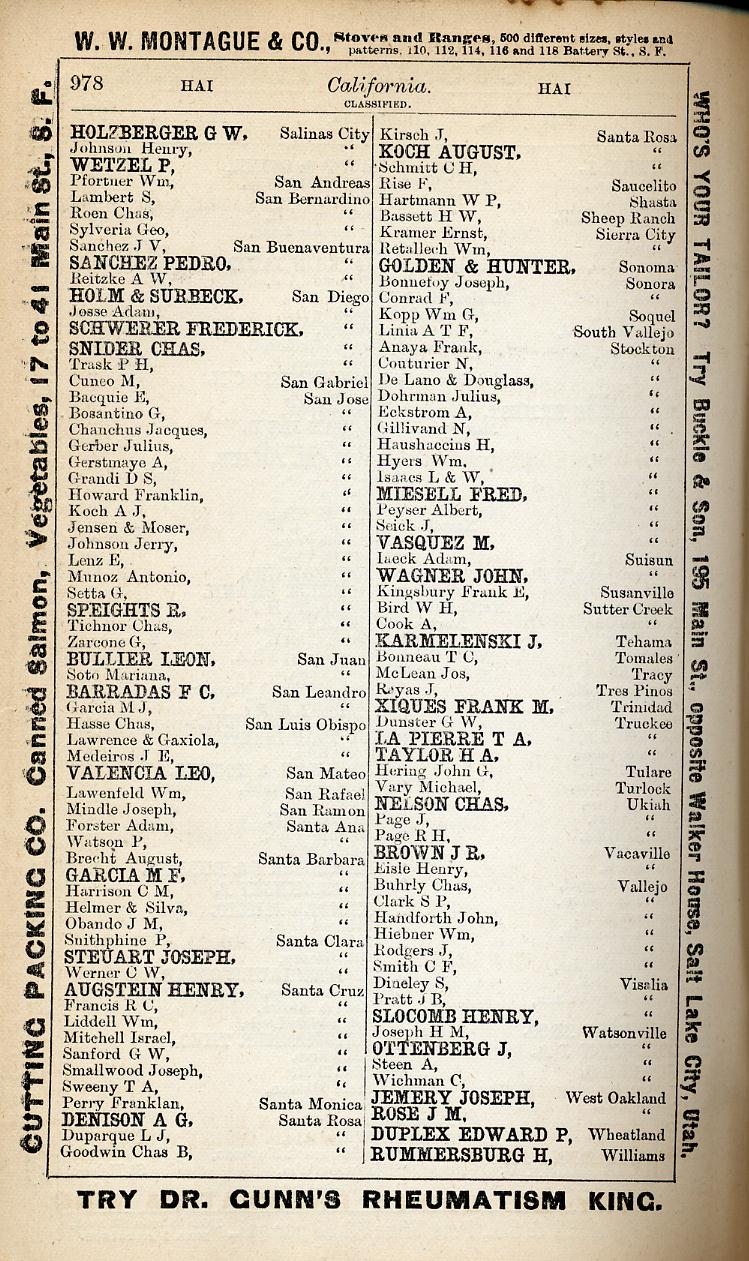 W. W. MONTAGUE & CO., Stoves and Ranges, 500 different sizes, styles and
patterns, 110, 112, 114, 116 and 118 Battery St., S. F.
978 HAI California. HAI
CLASSIFIED.
HOLZBERGER G W, Salinas City
Johnson Henry, "
WETZEL P, "
Pfortner Wm, San Andreas
Lambert S, San Bernardino
Roen Chas, "
Sylveria Geo, "
Sanchez J V, San Buenaventura
SANCHEZ PEDRO, "
Reitzke A W, "
HOLM & SURBECK, San Diego
Josse Adam, "
SCHWERER FREDERICK, "
SNIDER CHAS, "
Trask P H, "
Cuneo M, San Gabriel
Bacquie E, San Jose
Bosantino G, "
Chanchus Jacques, "
Gerber Julius, "
Gerstmaye A, "
Grandi D S, "
Howard Franklin, "
Koch A J, "
Jensen & Moser, "
Johnson Jerry, "
Lenz E, "
Munoz Antonio, "
Setta G, "
SPEIGHTS R, "
Tichnor Chas, "
Zarcone G, "
BULLIER LEON, San Juan
Soto Mariana, "
BARRADAS F C, San Leandro
Garcia M J, "
Hasse Chas, San Luis Obispo
Lawrence & Gaxiola, "
Medeiros J E, "
VALENCIA LEO, San Mateo
Lawenfeld Wm, San Rafael
Mindle Joseph, San Ramon
Forster Adam, Santa Ana
Watson P, "
Brecht August, Santa Barbara
GARCIA M F, "
Harrison C M, "
Helmer & Silva, "
Obando J M, "
Snithphine P, Santa Clara
STEUART JOSEPH, "
Werner C W, "
AUGSTEIN HENRY, Santa Cruz
Francis R C, "
Liddell Wm, "
Mitchell Israel, "
Sanford G W, "
Smallwood Joseph, "
Sweeny T A, "
Perry Franklan, Santa Monica
DENISON A G, Santa Rosa
Duparque L J, "
Goodwin Chas B, "
Kirsch J, Santa Rosa
KOCH AUGUST, "
Schmitt C H, "
Rise F, Saucelito
Hartmann W P, Shasta
Bassett H W, Sheep Ranch
Kramer Ernst, Sierra City
Retallech Wm, "
GOLDEN & HUNTER, Sonoma
Bonnefoy Joseph, Sonora
Conrad F, "
Kopp Wm G, Soquel
Linia A T F, South Vallejo
Anaya Frank, Stockton
Couturier N, "
De Lano & Douglass, "
Dohrman Julius, "
Eckstrom A, "
Gillivand N, "
Haushaccius H, "
Hyers Wm, "
Isaacs L & W, "
MIESELL FRED, "
Peyser Albert, "
Seick J, "
VASQUEZ M, "
Iaeck Adam, Suisun
WAGNER JOHN, "
Kingsbury Frank E, Susanville
Bird W H, Sutter Creek
Cook A, "
KARMELENSKI J, Tehama
Bonneau T C, Tomales
McLean Jos, Tracy
Reyas J, Tres Pinos
XIQUES FRANK M, Trinidad
Dunster G W, Truckee
LA PIERRE T A, "
TAYLOR H A, "
Hering John G, Tulare
Vary Michael, Turlock
NELSON CHAS, Ukiah
Page J, "
Page R H, "
BROWN J R, Vacaville
Eisle Henry, "
Buhrly Chas, Vallejo
Clark S P, "
Handforth John, "
Hiebner Wm, "
Rodgers J, "
Smith C F, "
Dineley S, Visalia
Pratt J B, "
SLOCOMB HENRY, "
Joseph H M, Watsonville
OTTENBERG J, "
Steen A, "
Wichman C, "
JEMERY JOSEPH, West Oakland
ROSE J M, "
DUPLEX EDWARD P, Wheatland
RUMMERSBURG H, Williams
CUTTING PACKING CO. Canned Salmon, Vegetables, 17 to 41 Main St., S. F.
WHO'S YOUR TAILOR? Try Buckle & Son, 195 Main St., opposite Walker House, Salt Lake City, Utah.
TRY DR. GUNN'S RHEUMATISM KING.